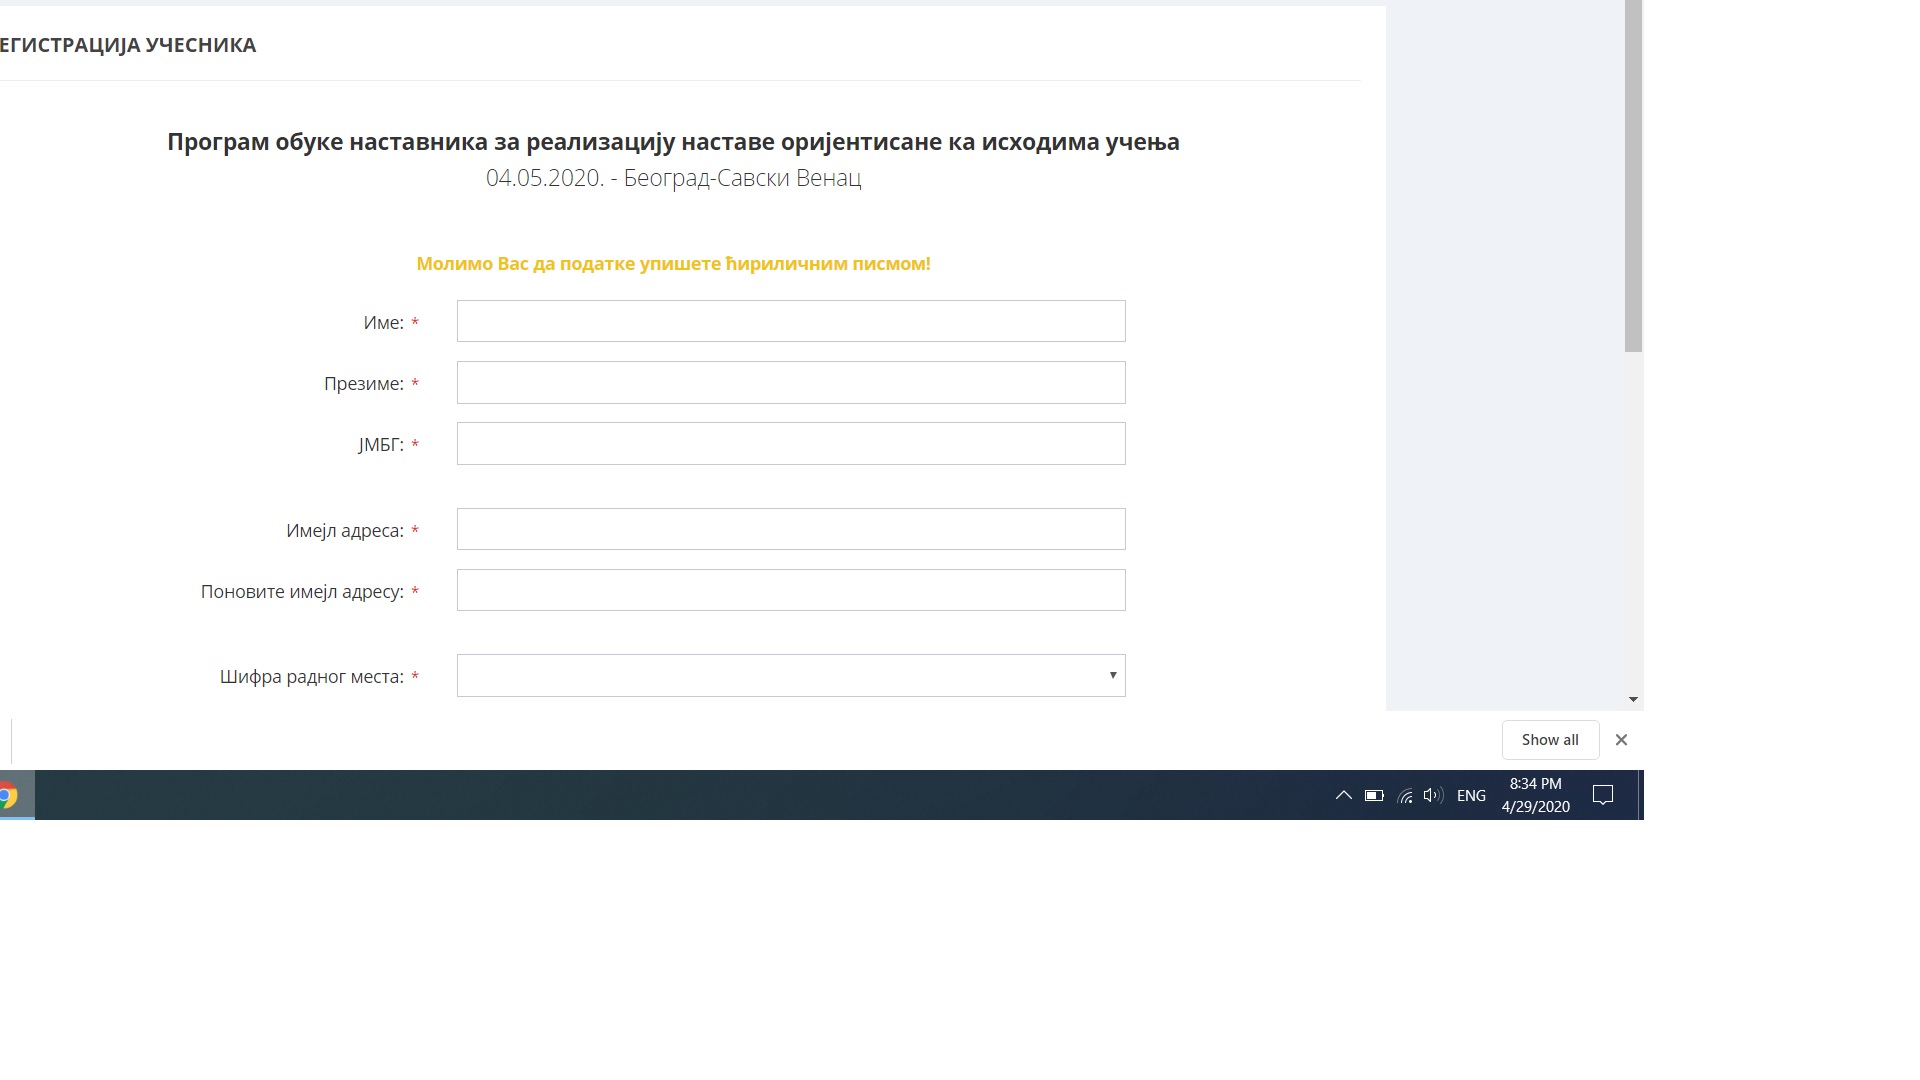 ЕГИСТРАЦИЈА УЧЕСНИКА
Програм обуке наставника за реализацију наставе оријентисане ка исходима учења
04.05.2020. - Београд-Савски Венац
Молимо Вас да податке упишете ћириличним писмом!
Име: *
Презиме: *
ЈМБГ: *
Имејл адреса: *
Поновите имејл адресу: *
Шифра радног места: *
Show all
ENG
8:34 PM
4/29/2020